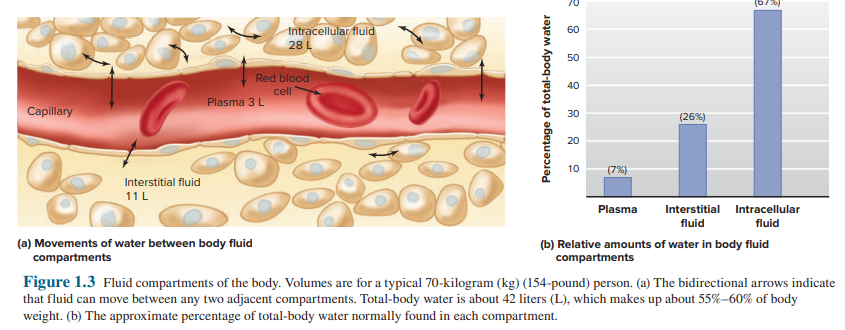 Intracellular fluid
28 L
Red blood
cell
Plasma 3 L
Capillary
Interstitial fluid
11 L
(a) Movements of water between body fluid
compartments
Percentage of total-body water
70
60
50
40
30
20
10
(7%)
(26%)
(67%)
Plasma
Interstitial
fluid
Intracellular
fluid
(b) Relative amounts of water in body fluid
compartments
Figure 1.3 Fluid compartments of the body. Volumes are for a typical 70-kilogram (kg) (154-pound) person. (a) The bidirectional arrows indicate
that fluid can move between any two adjacent compartments. Total-body water is about 42 liters (L), which makes up about 55%–60% of body
weight. (b) The approximate percentage of total-body water normally found in each compartment.